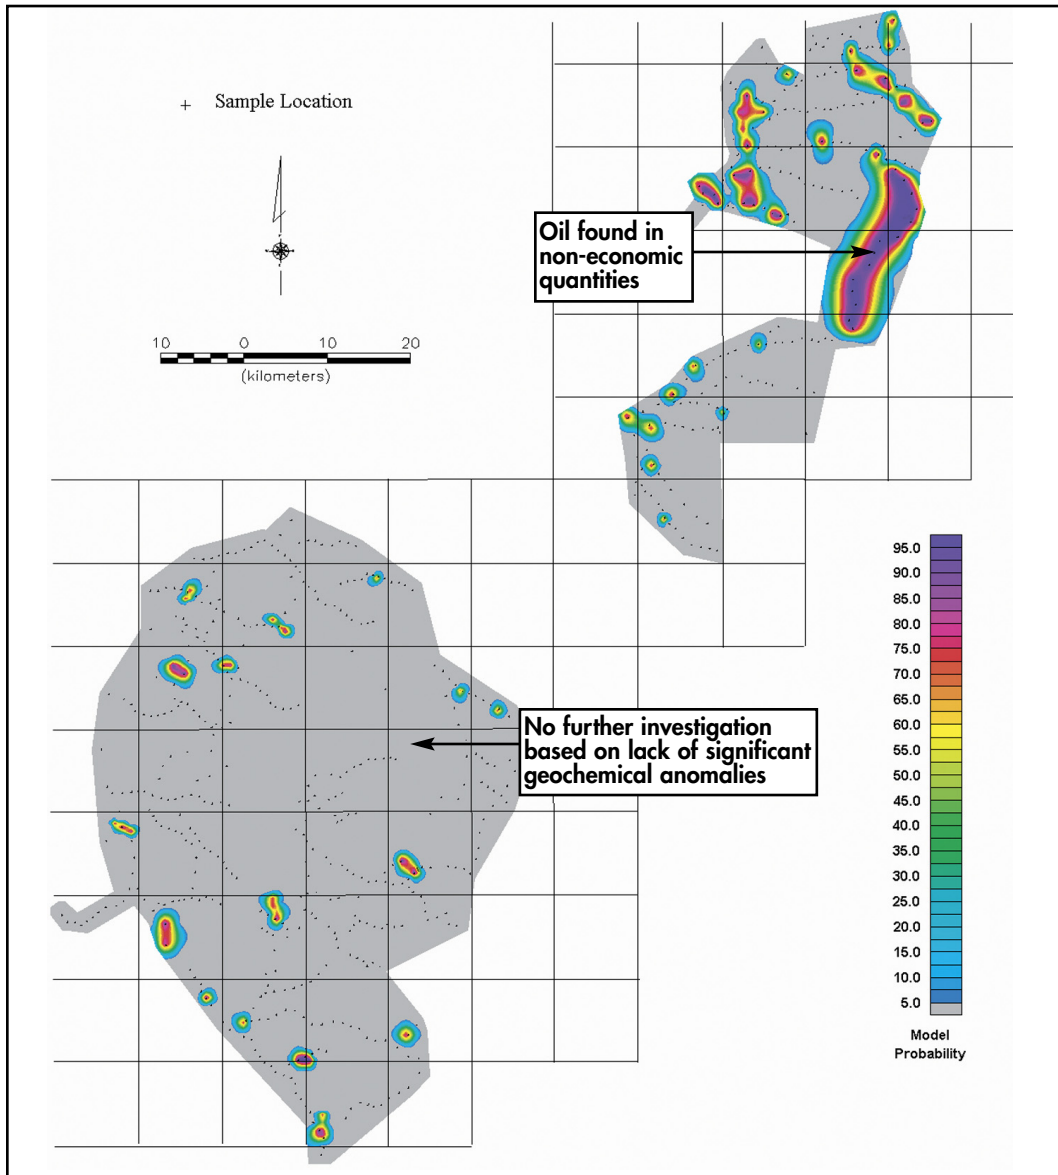 + Sample Location
Oil found in
non-economic
quantities
10 0 10 20
(kilometers)
No further investigation
based on lack of significant
geochemical anomalies
95.0
90.0
85.0
80.0
75.0
70.0
65.0
60.0
55.0
50.0
45.0
40.0
35.0
30.0
25.0
20.0
15.0
10.0
5.0
Model
Probability